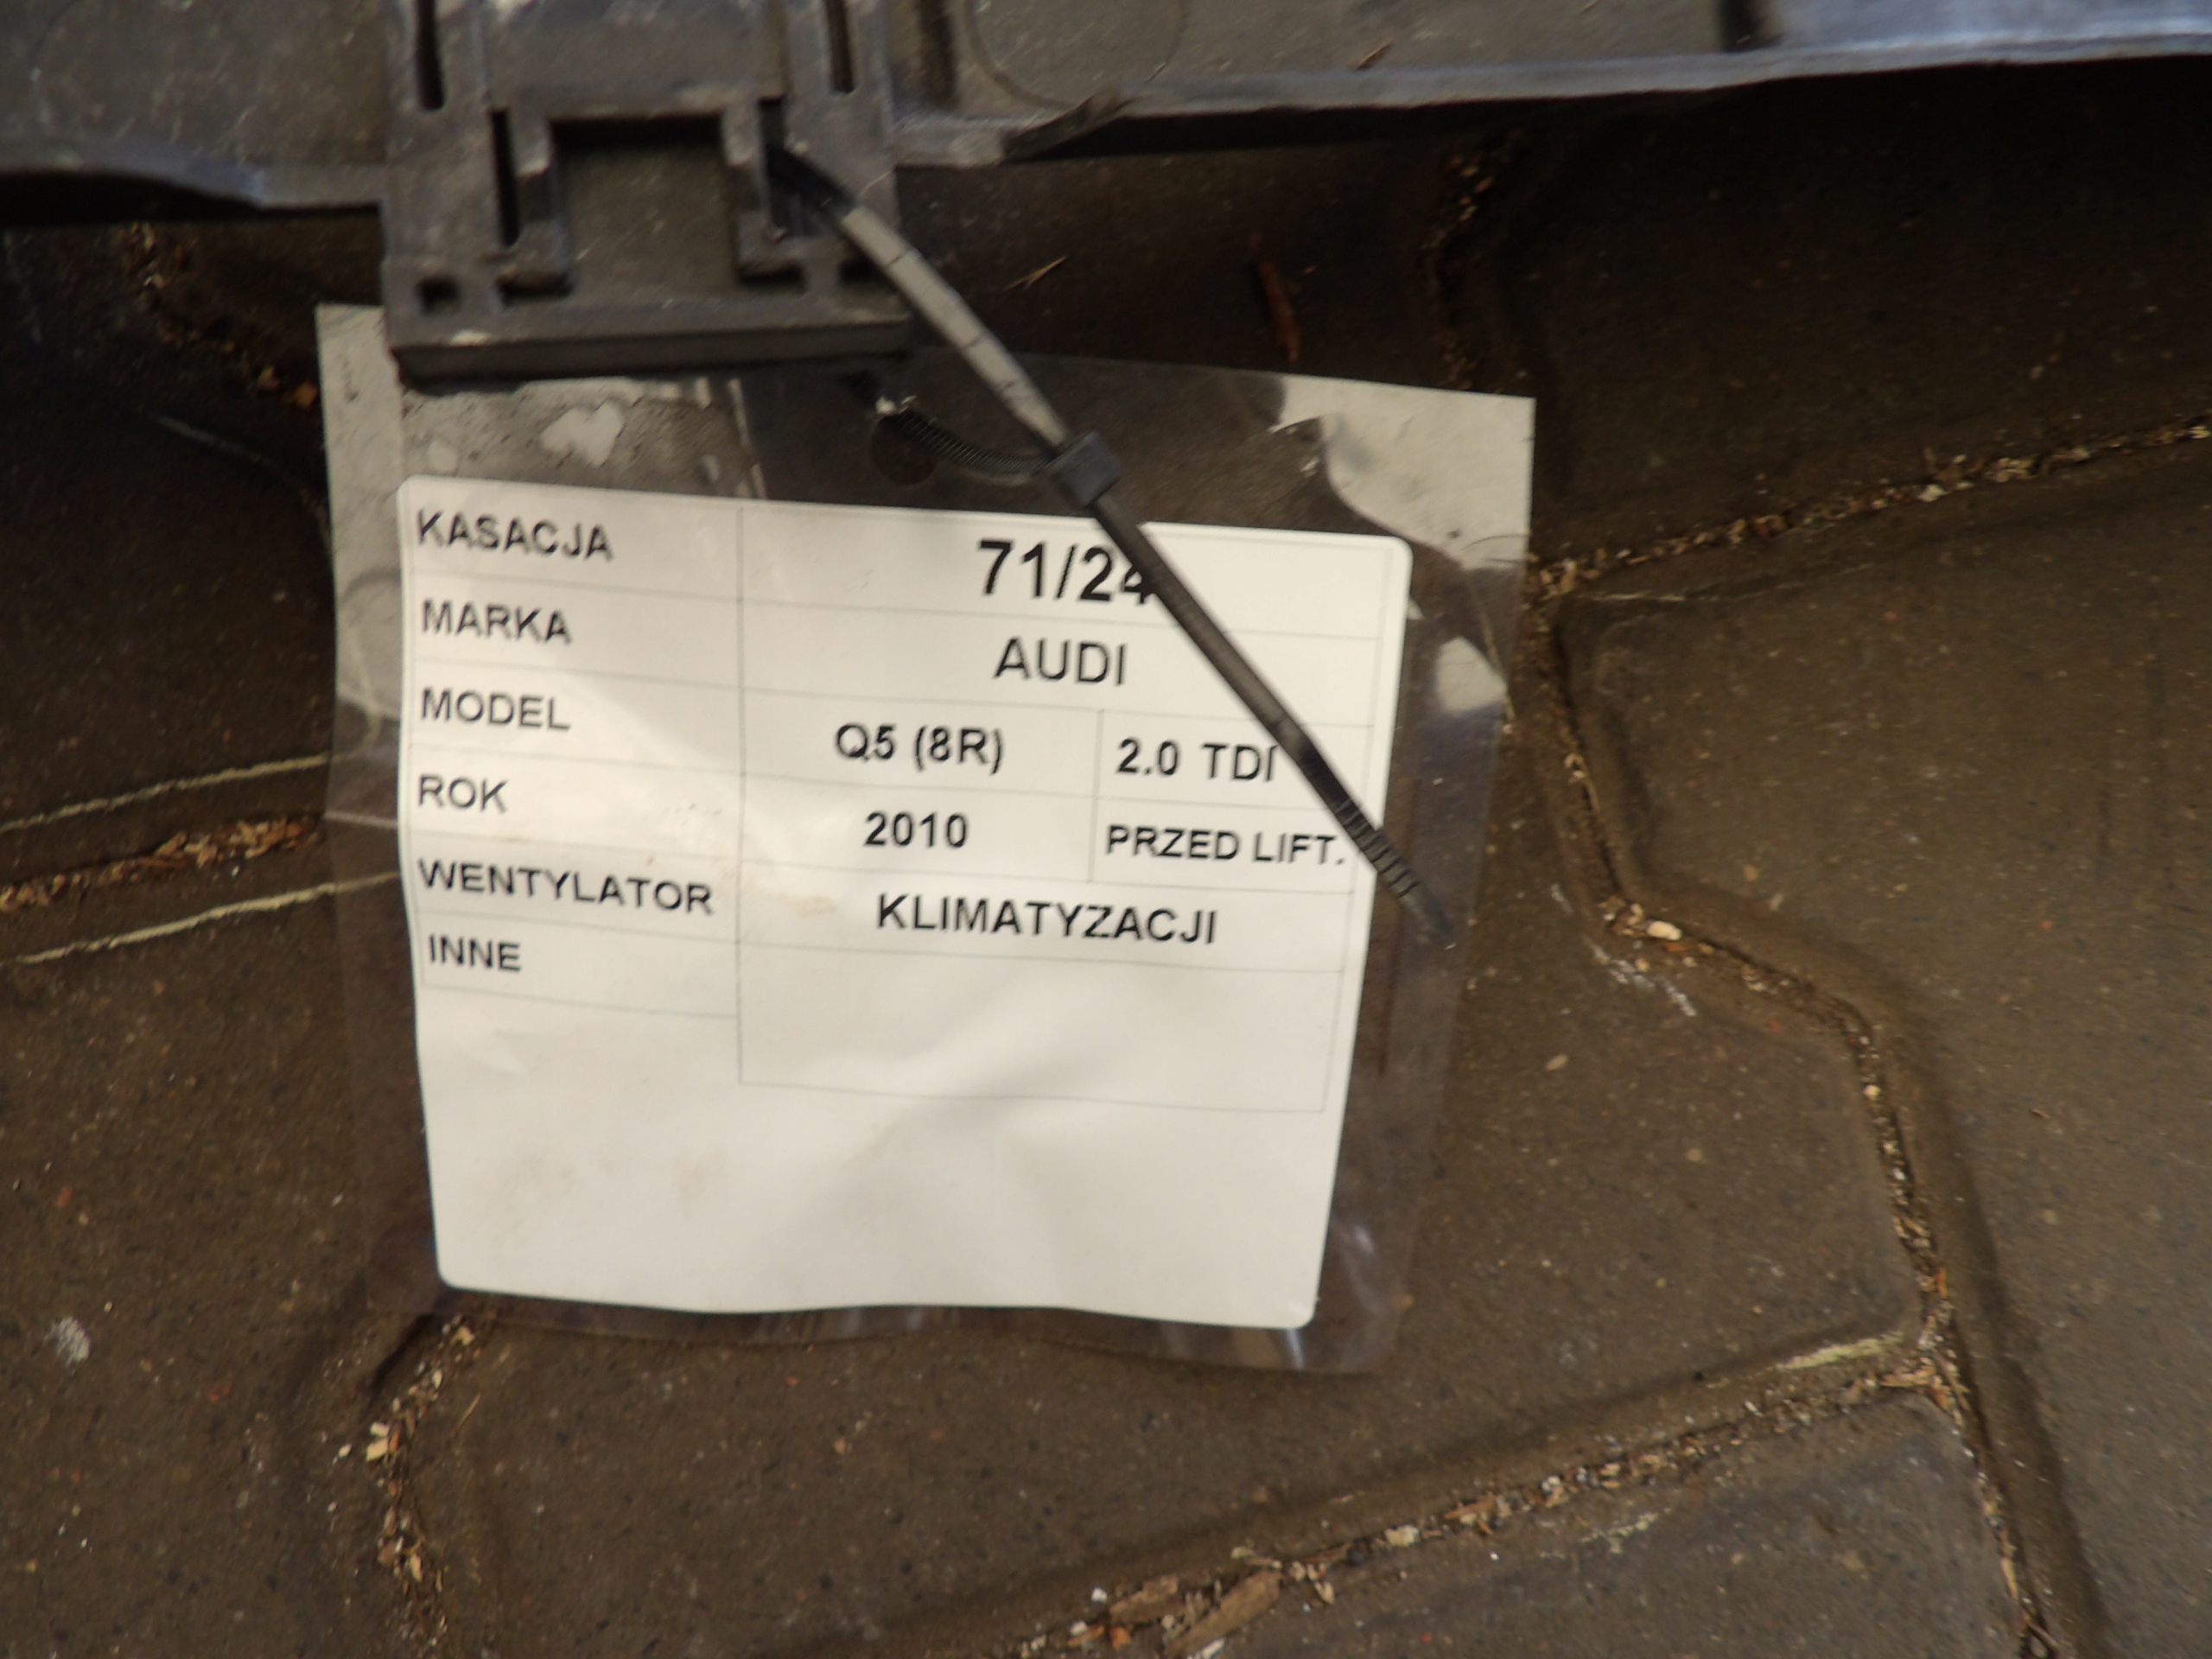 KASACJA 71/24
MARKA AUDI
MODEL Q5 (8R) 2.0 TDI
ROK 2010 PRZED LIFT.
WENTYLATOR KLIMATYZACJI
INNE